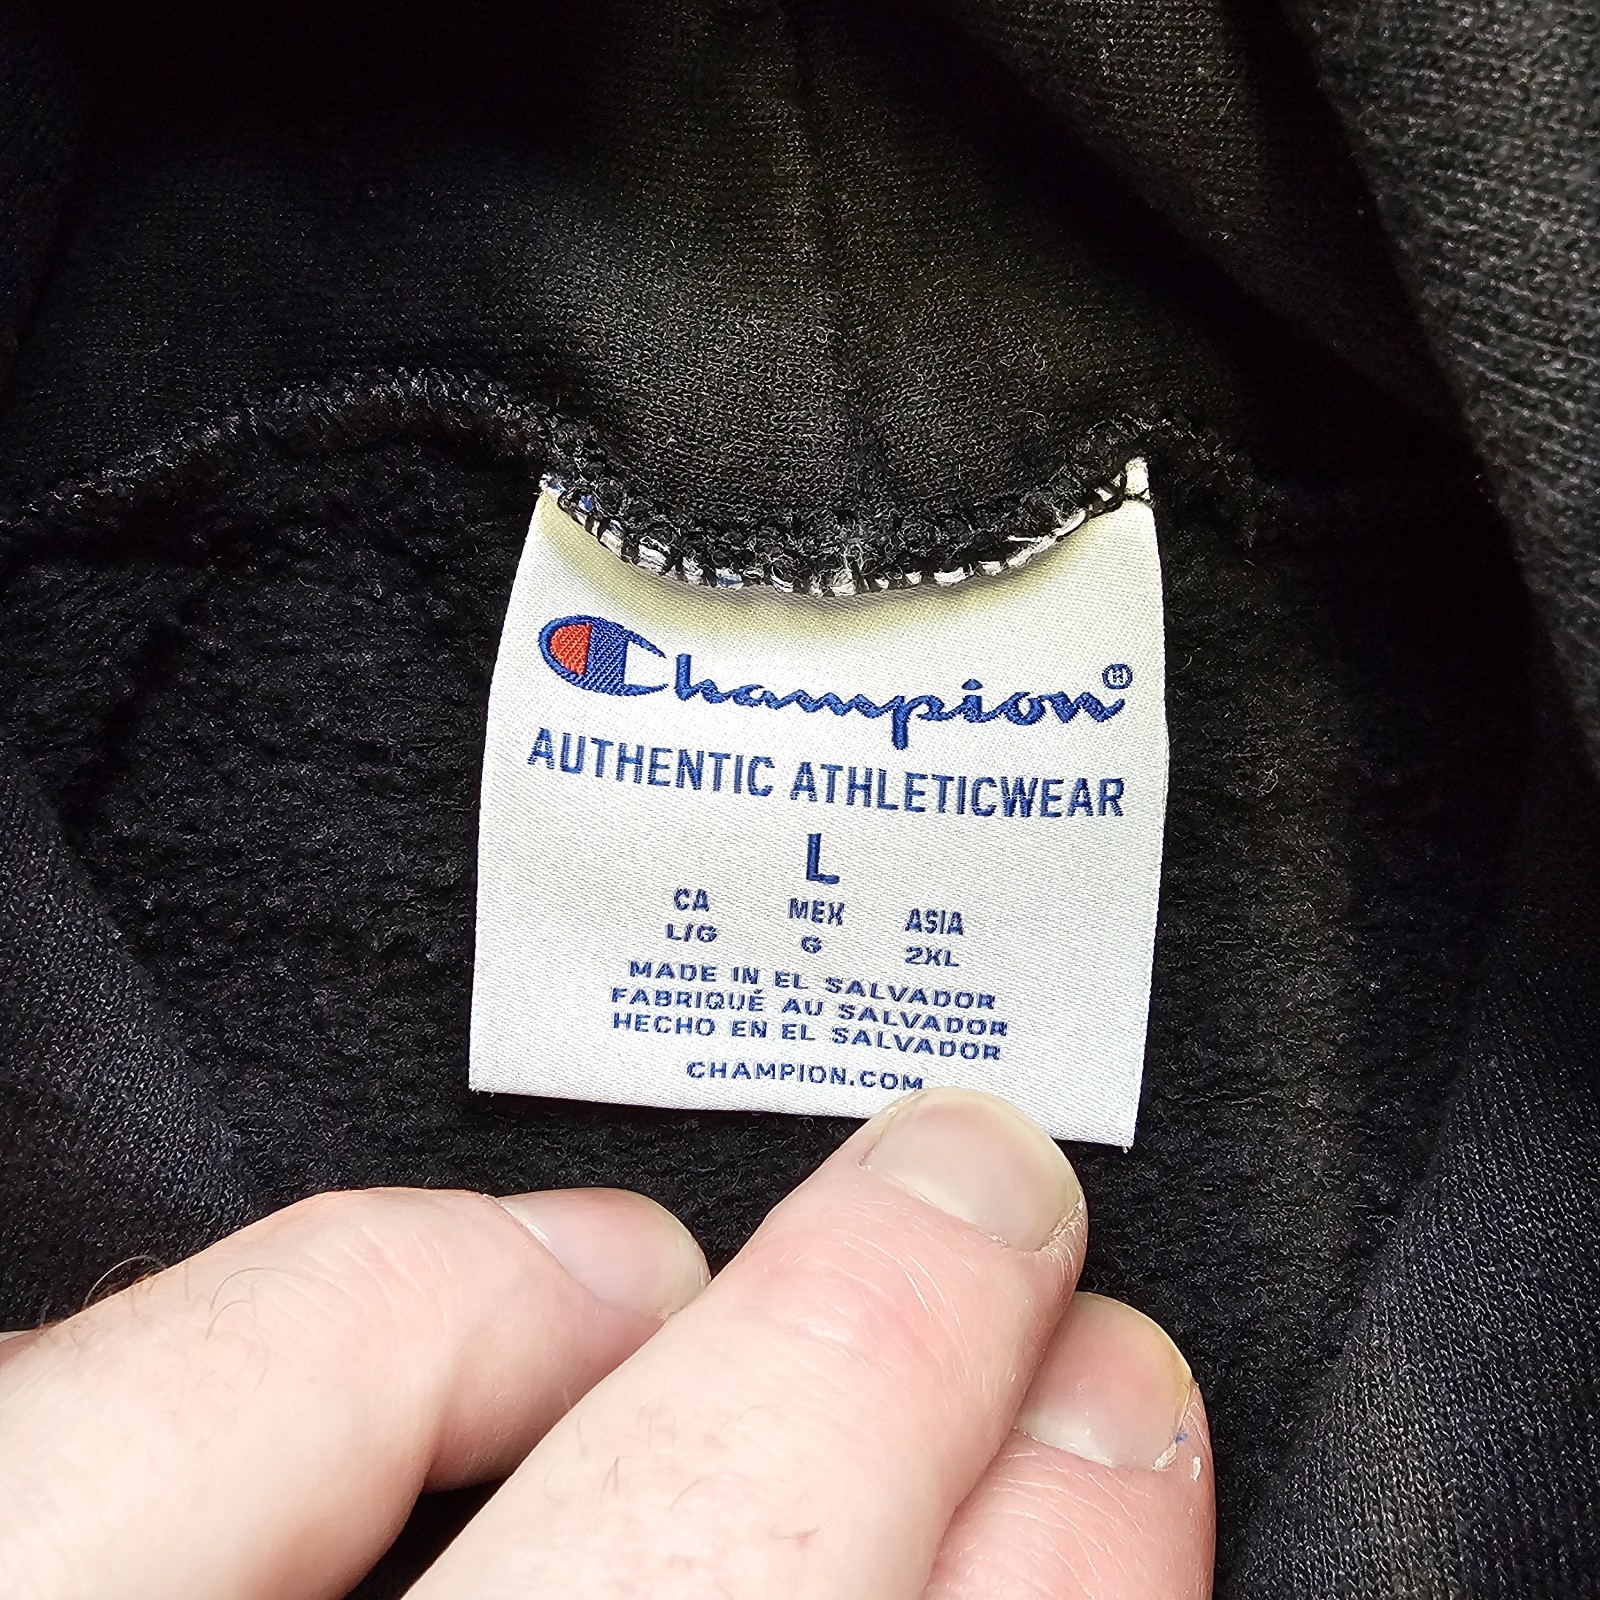 Champion®
AUTHENTIC ATHLETICWEAR
L
CA MEX ASIA
L/G G 2XL
MADE IN EL SALVADOR
FABRIQUÉ AU SALVADOR
HECHO EN EL SALVADOR
CHAMPION.COM